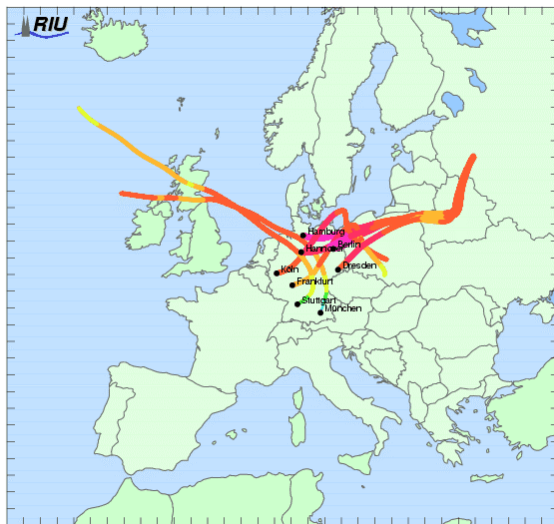 RIU
Hamburg
Hannover
Berlin
Köln
Dresden
Frankfurt
Stuttgart
München